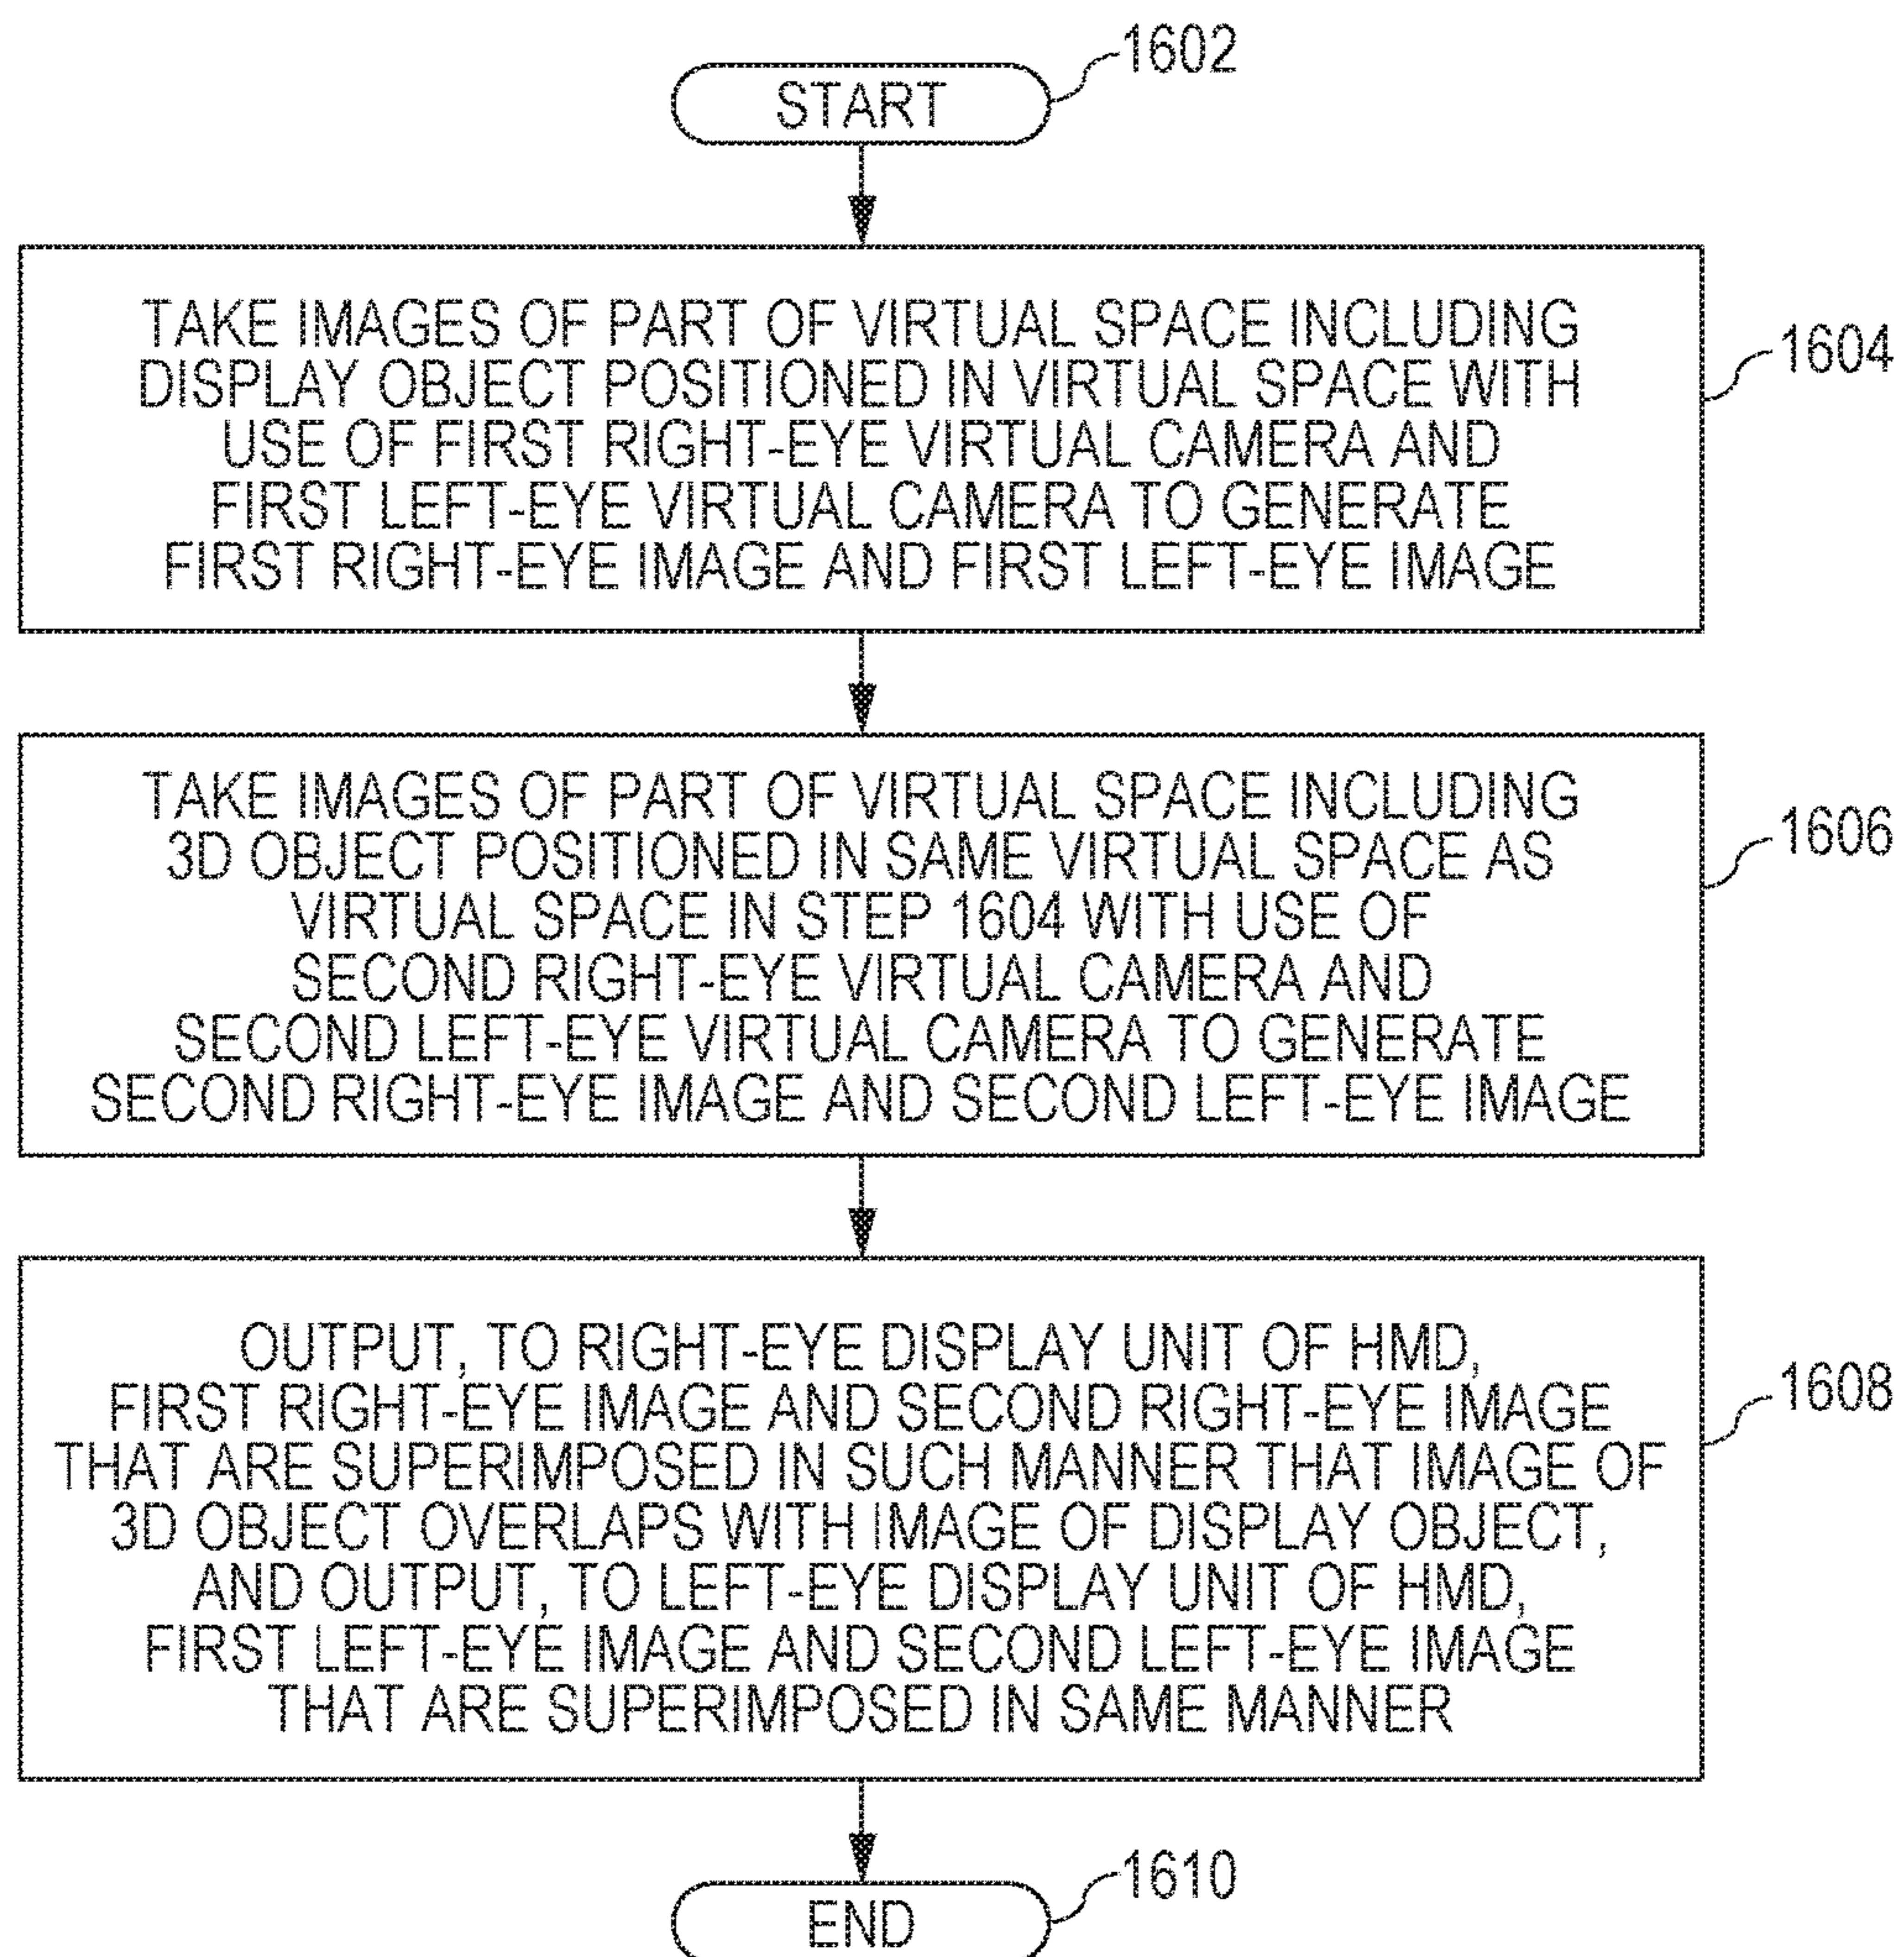 1602
START
TAKE IMAGES OF PART OF VIRTUAL SPACE INCLUDING
DISPLAY OBJECT POSITIONED IN VIRTUAL SPACE WITH
USE OF FIRST RIGHT-EYE VIRTUAL CAMERA AND
FIRST LEFT-EYE VIRTUAL CAMERA TO GENERATE
FIRST RIGHT-EYE IMAGE AND FIRST LEFT-EYE IMAGE
1604
TAKE IMAGES OF PART OF VIRTUAL SPACE INCLUDING
3D OBJECT POSITIONED IN SAME VIRTUAL SPACE AS
VIRTUAL SPACE IN STEP 1604 WITH USE OF
SECOND RIGHT-EYE VIRTUAL CAMERA AND
SECOND LEFT-EYE VIRTUAL CAMERA TO GENERATE
SECOND RIGHT-EYE IMAGE AND SECOND LEFT-EYE IMAGE
1606
OUTPUT, TO RIGHT-EYE DISPLAY UNIT OF HMD,
FIRST RIGHT-EYE IMAGE AND SECOND RIGHT-EYE IMAGE
THAT ARE SUPERIMPOSED IN SUCH MANNER THAT IMAGE OF
3D OBJECT OVERLAPS WITH IMAGE OF DISPLAY OBJECT,
AND OUTPUT, TO LEFT-EYE DISPLAY UNIT OF HMD,
FIRST LEFT-EYE IMAGE AND SECOND LEFT-EYE IMAGE
THAT ARE SUPERIMPOSED IN SAME MANNER
1608
1610
END